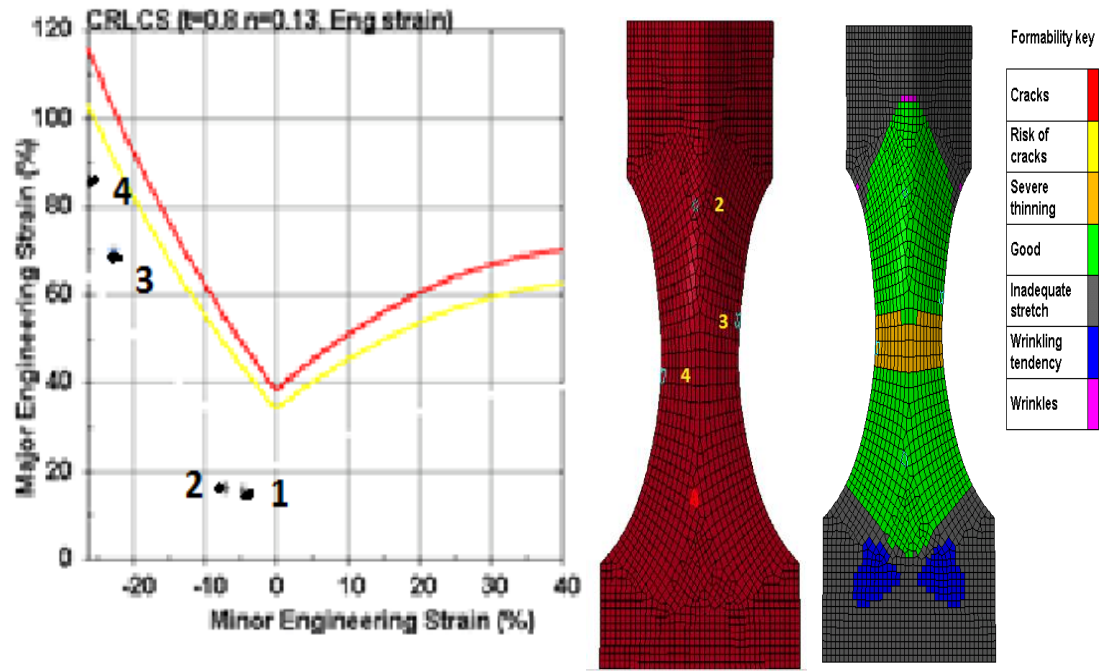 CRLCS (t=0.8 n=0.13, Eng strain)
120
100
80
60
40
20
0
-20
-10
0
10
20
30
40
Major Engineering Strain (%)
Minor Engineering Strain (%)
4
3
2
1
2
3
4
Formability key
Cracks
Risk of
cracks
Severe
thinning
Good
Inadequate
stretch
Wrinkling
tendency
Wrinkles